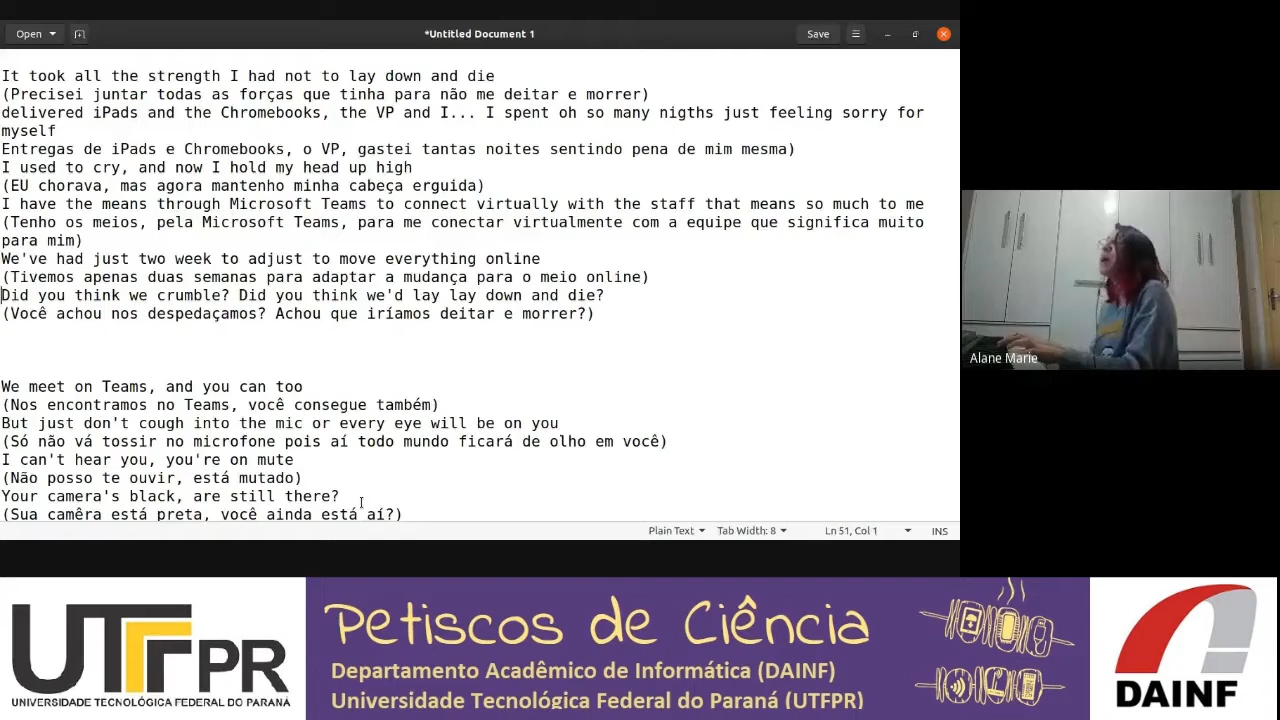 Open
*Untitled Document 1
Save
It took all the strength I had not to lay down and die
(Precisei juntar todas as forças que tinha para não me deitar e morrer)
delivered iPads and the Chromebooks, the VP and I... I spent oh so many nigths just feeling sorry for
myself
Entregas de iPads e Chromebooks, o VP, gastei tantas noites sentindo pena de mim mesma)
I used to cry, and now I hold my head up high
(EU chorava, mas agora mantenho minha cabeça erguida)
I have the means through Microsoft Teams to connect virtually with the staff that means so much to me
(Tenho os meios, pela Microsoft Teams, para me conectar virtualmente com a equipe que significa muito
para mim)
We've had just two week to adjust to move everything online
(Tivemos apenas duas semanas para adaptar a mudança para o meio online)
Did you think we crumble? Did you think we'd lay lay down and die?
(Você achou nos despedaçamos? Achou que iríamos deitar e morrer?)
We meet on Teams, and you can too
(Nos encontramos no Teams, você consegue também)
But just don't cough into the mic or every eye will be on you
(Só não vá tossir no microfone pois aí todo mundo ficará de olho em você)
I can't hear you, you're on mute
(Não posso te ouvir, está mutado)
Your camera's black, are still there?
(Sua camêra está preta, você ainda está aí?)
Plain Text
Tab Width: 8
Ln 51, Col 1
INS
Alane Marie
UTFPR
UNIVERSIDADE TECNOLÓGICA FEDERAL DO PARANÁ
Petiscos de Ciência
Departamento Acadêmico de Informática (DAINF)
Universidade Tecnológica Federal do Paraná (UTFPR)
DAINF